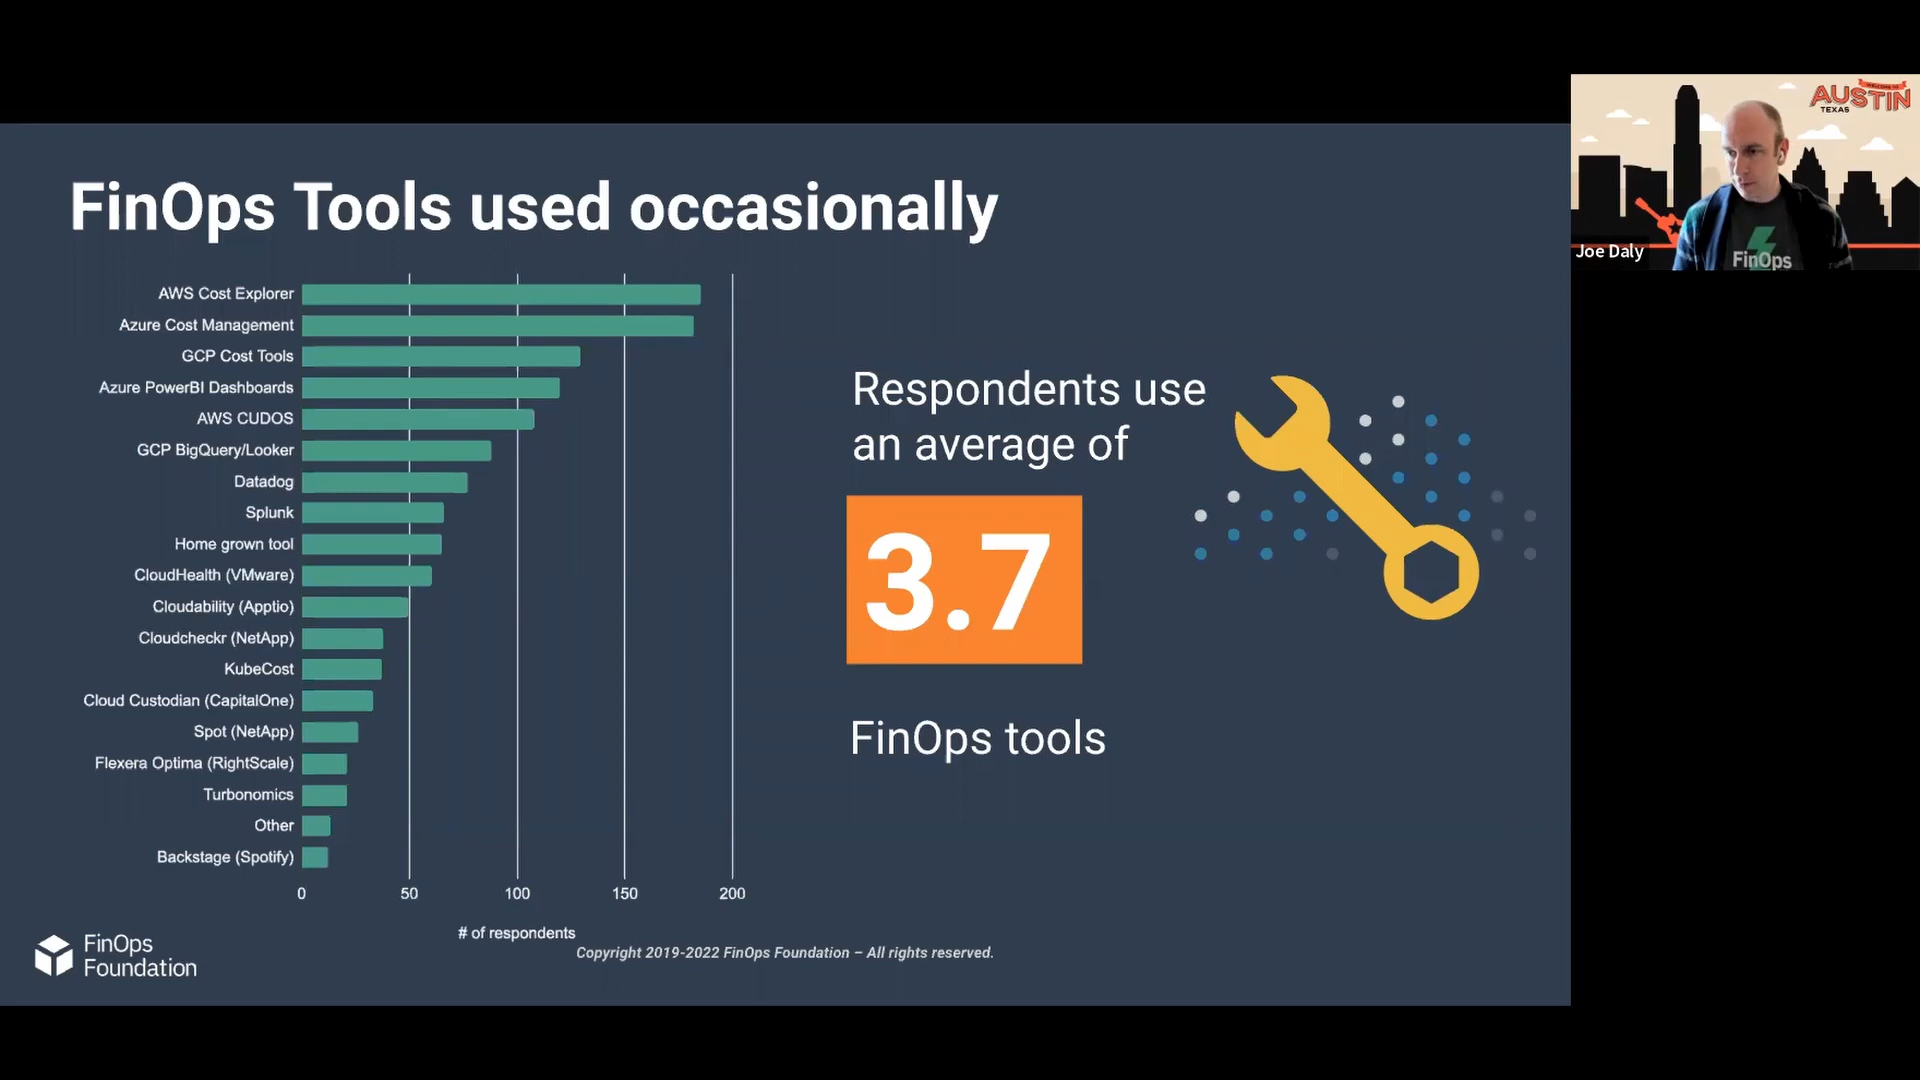 FinOps Tools used occasionally
AWS Cost Explorer
Azure Cost Management
GCP Cost Tools
Azure PowerBI Dashboards
AWS CUDOS
GCP BigQuery/Looker
Datadog
Splunk
Home grown tool
CloudHealth (VMware)
Cloudability (Apptio)
Cloudcheckr (NetApp)
KubeCost
Cloud Custodian (CapitalOne)
Spot (NetApp)
Flexera Optima (RightScale)
Turbonomics
Other
Backstage (Spotify)
0 50 100 150 200
# of respondents
Respondents use
an average of
3.7
FinOps tools
FinOps
Foundation
Copyright 2019-2022 FinOps Foundation – All rights reserved.
AUSTIN
TEXAS
FinOps
Joe Daly